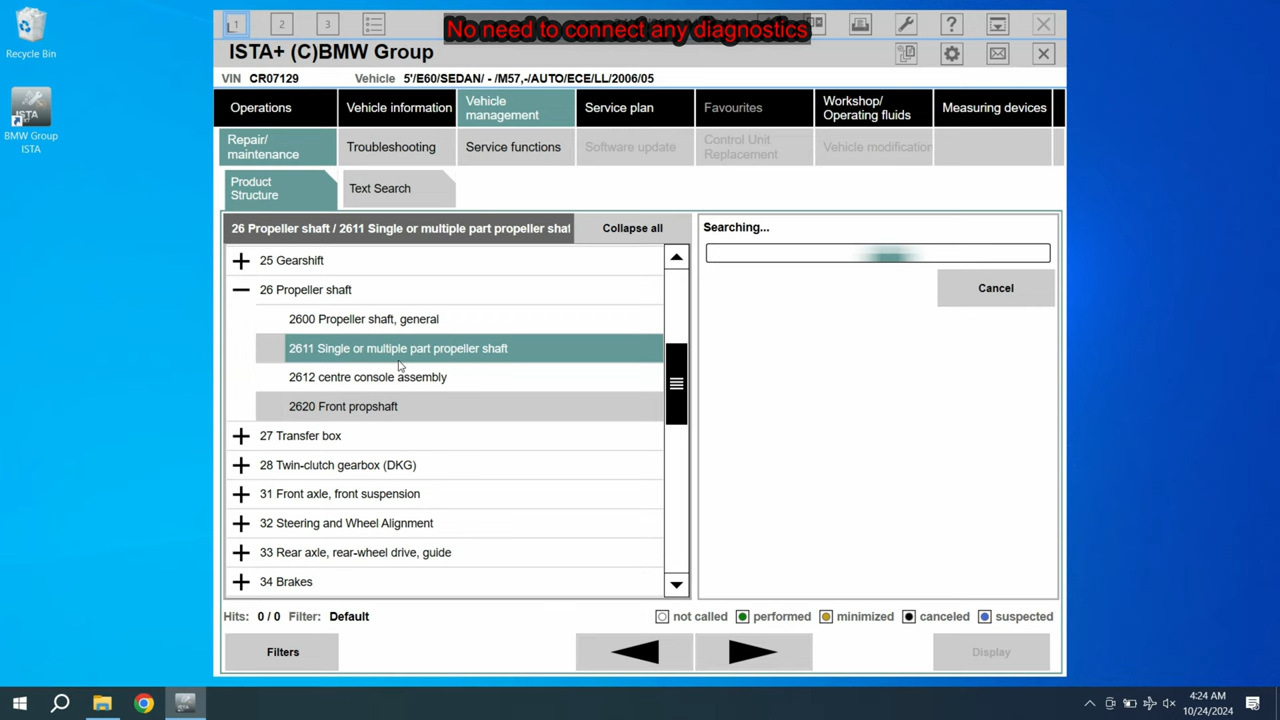 Recycle Bin
BMW Group
ISTA
ISTA
1
2
3
No need to connect any diagnostics
ISTA+ (C)BMW Group
VIN CR07129 Vehicle 5'/E60/SEDAN/ - /M57,-/AUTO/ECE/LL/2006/05
Operations
Vehicle information
Vehicle
management
Service plan
Favourites
Workshop/
Operating fluids
Measuring devices
Repair/
maintenance
Troubleshooting
Service functions
Software update
Control Unit
Replacement
Vehicle modification
Product
Structure
Text Search
26 Propeller shaft / 2611 Single or multiple part propeller shaf
Collapse all
25 Gearshift
26 Propeller shaft
2600 Propeller shaft, general
2611 Single or multiple part propeller shaft
2612 centre console assembly
2620 Front propshaft
27 Transfer box
28 Twin-clutch gearbox (DKG)
31 Front axle, front suspension
32 Steering and Wheel Alignment
33 Rear axle, rear-wheel drive, guide
34 Brakes
Searching...
Cancel
Hits: 0 / 0 Filter: Default
not called performed minimized canceled suspected
Filters
Display
4:24 AM
10/24/2024